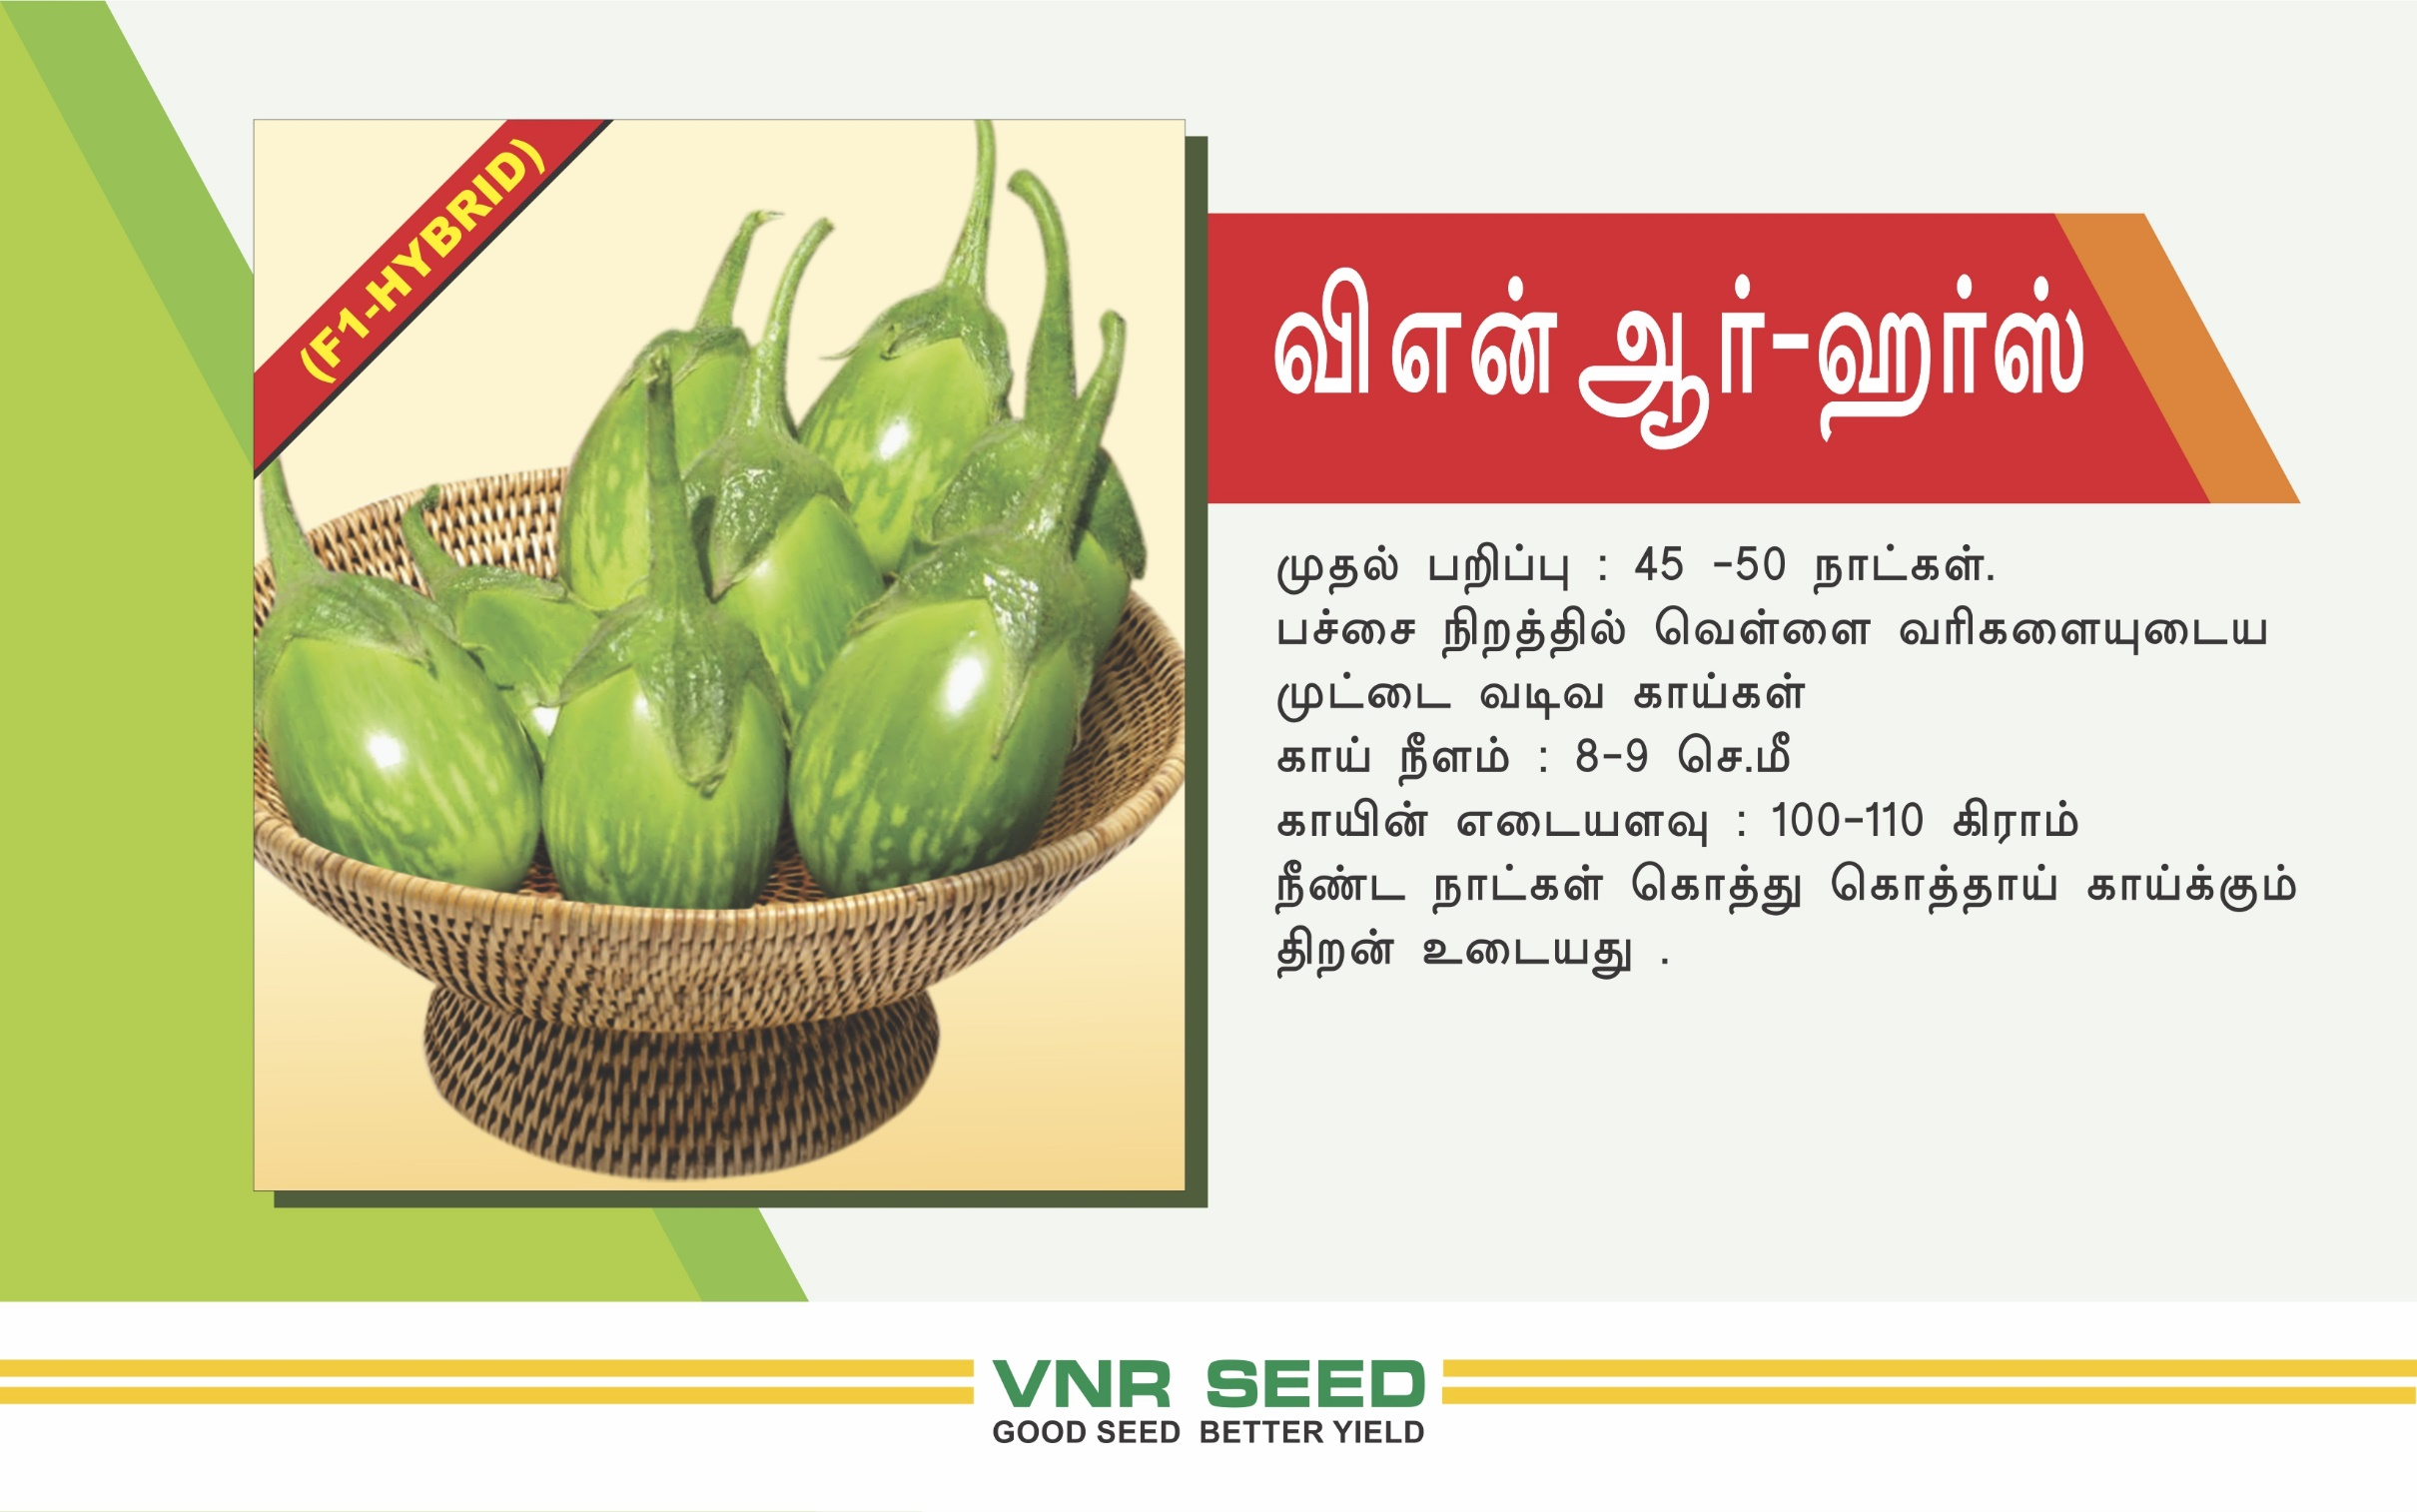 (F1-HYBRID)
வி என் ஆர்-ஹர்ஸ்
முதல் பறிப்பு : 45 -50 நாட்கள்.
பச்சை நிறத்தில் வெள்ளை வரிகளையுடைய
முட்டை வடிவ காய்கள்
காய் நீளம் : 8-9 செ.மீ
காயின் எடையளவு : 100-110 கிராம்
நீண்ட நாட்கள் கொத்து கொத்தாய் காய்க்கும்
திறன் உடையது .
VNR SEED
GOOD SEED BETTER YIELD